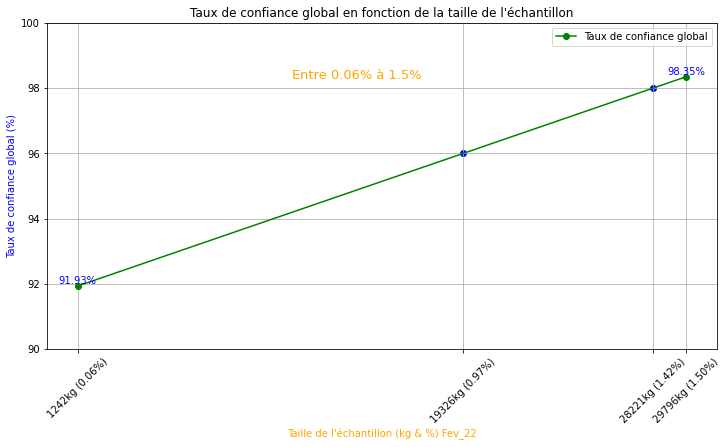 Taux de confiance global en fonction de la taille de l'échantillon
100
98
96
94
92
90
Taux de confiance global (%)
Taux de confiance global
Entre 0.06% à 1.5%
98.35%
91.93%
1242kg (0.06%)
19326kg (0.97%)
28221kg (1.42%)
29796kg (1.50%)
Taille de l'échantillon (kg & %) Fev_22